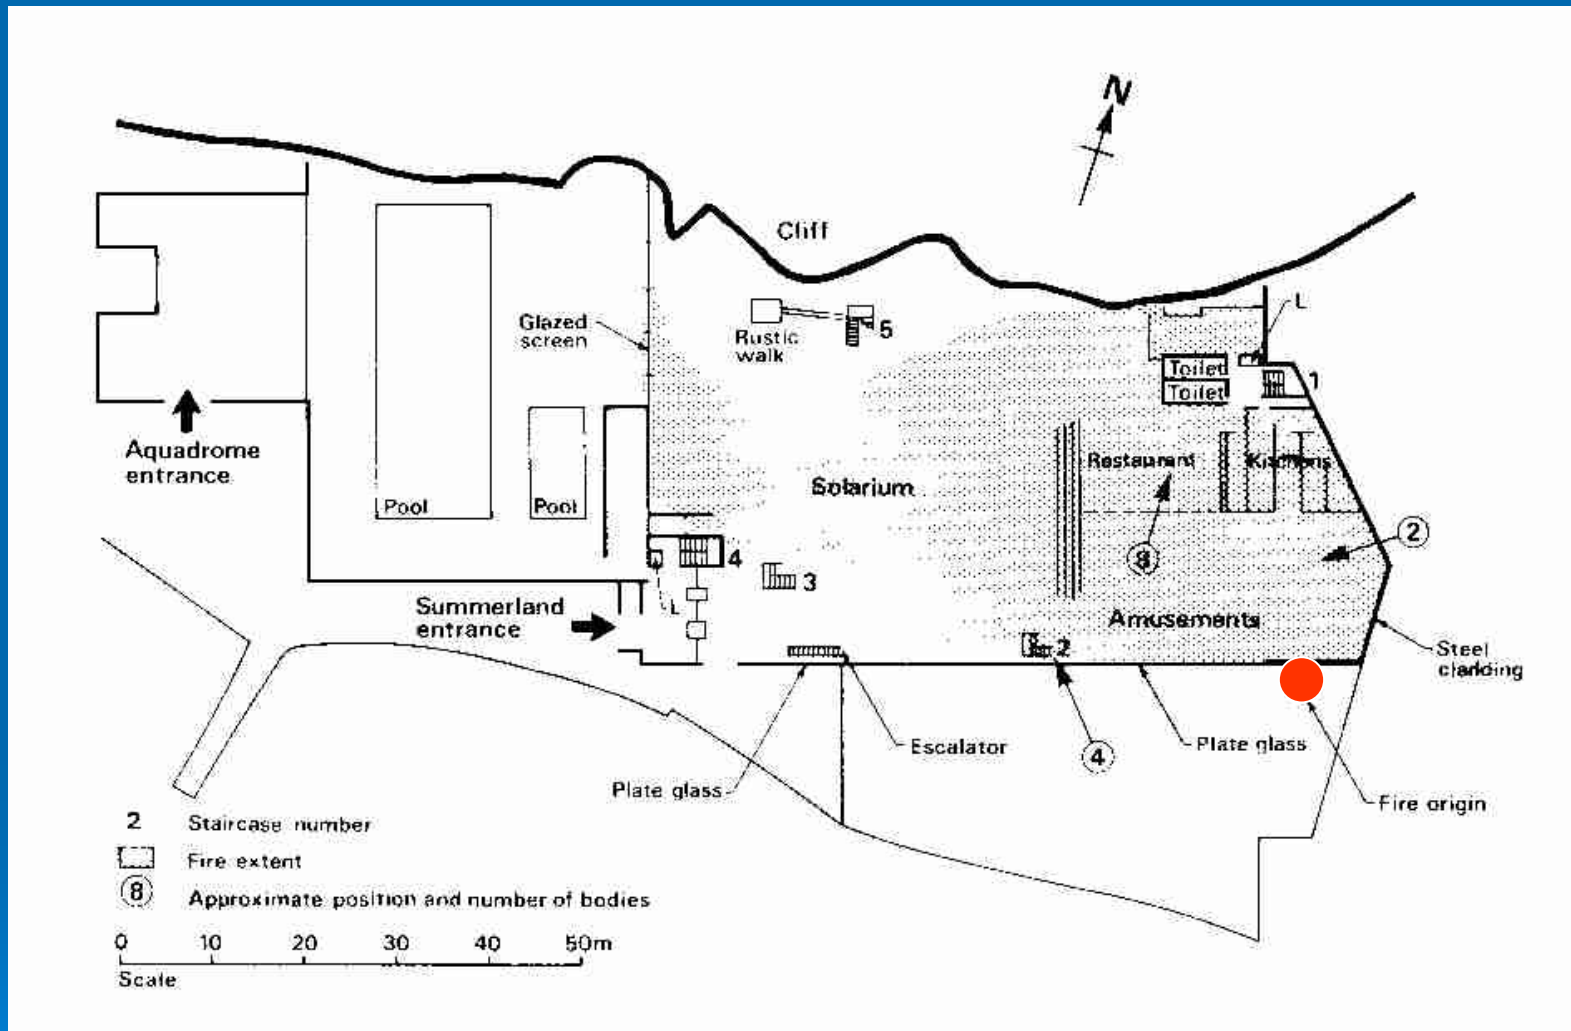 N
Cliff
Glazed
screen
Rustic
walk
5
L
Toilet
Toilet
1
Aquadrome
entrance
Restaurant
Kitchens
Solarium
Pool
Pool
2
8
4
3
L
Summerland
entrance
Amusements
2
Steel
cladding
Escalator
4
Plate glass
Plate glass
Fire origin
2 Staircase number
Fire extent
8 Approximate position and number of bodies
0 10 20 30 40 50m
Scale